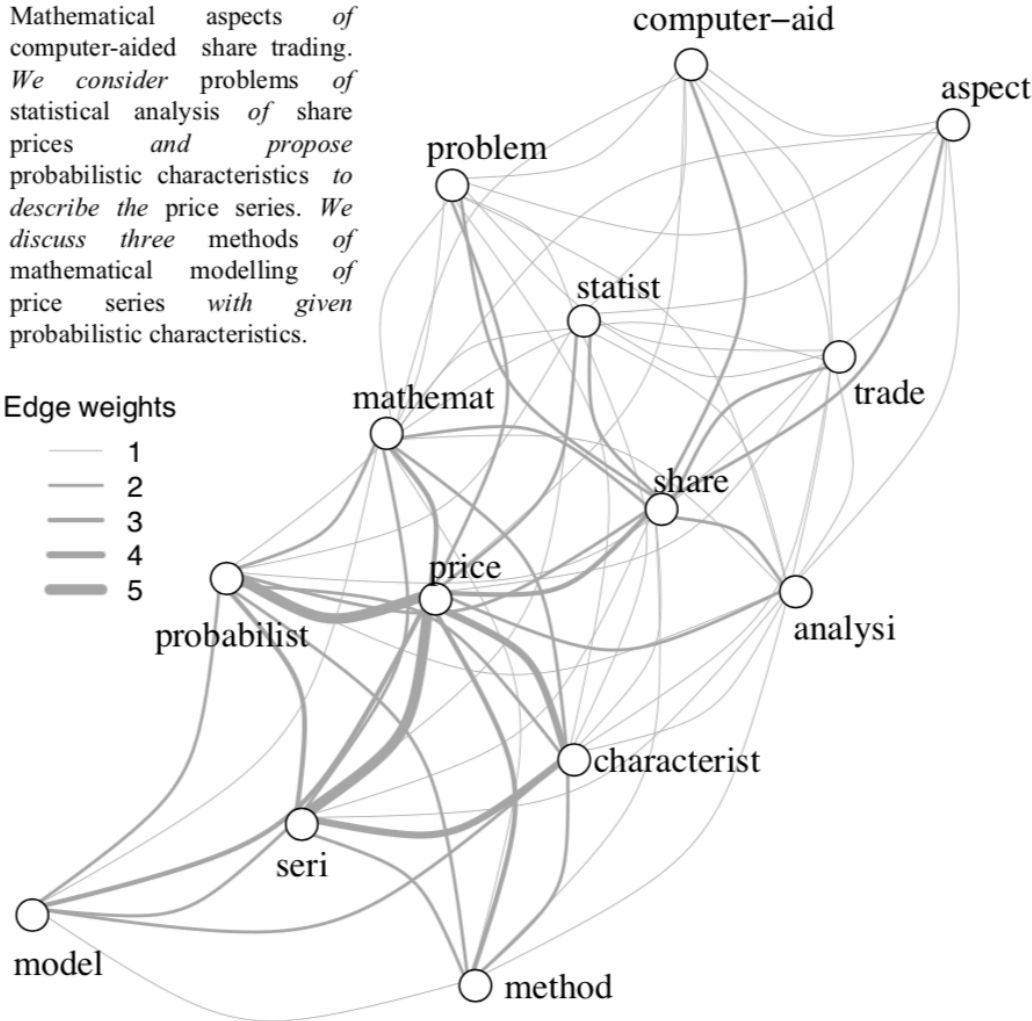 Mathematical aspects of
computer-aided share trading.
We consider problems of
statistical analysis of share
prices and propose
probabilistic characteristics to
describe the price series. We
discuss three methods of
mathematical modelling of
price series with given
probabilistic characteristics.
computer-aid
aspect
problem
statist
trade
mathemat
Edge weights
1
2
3
4
5
share
price
probabilist
analysi
characterist
seri
model
method